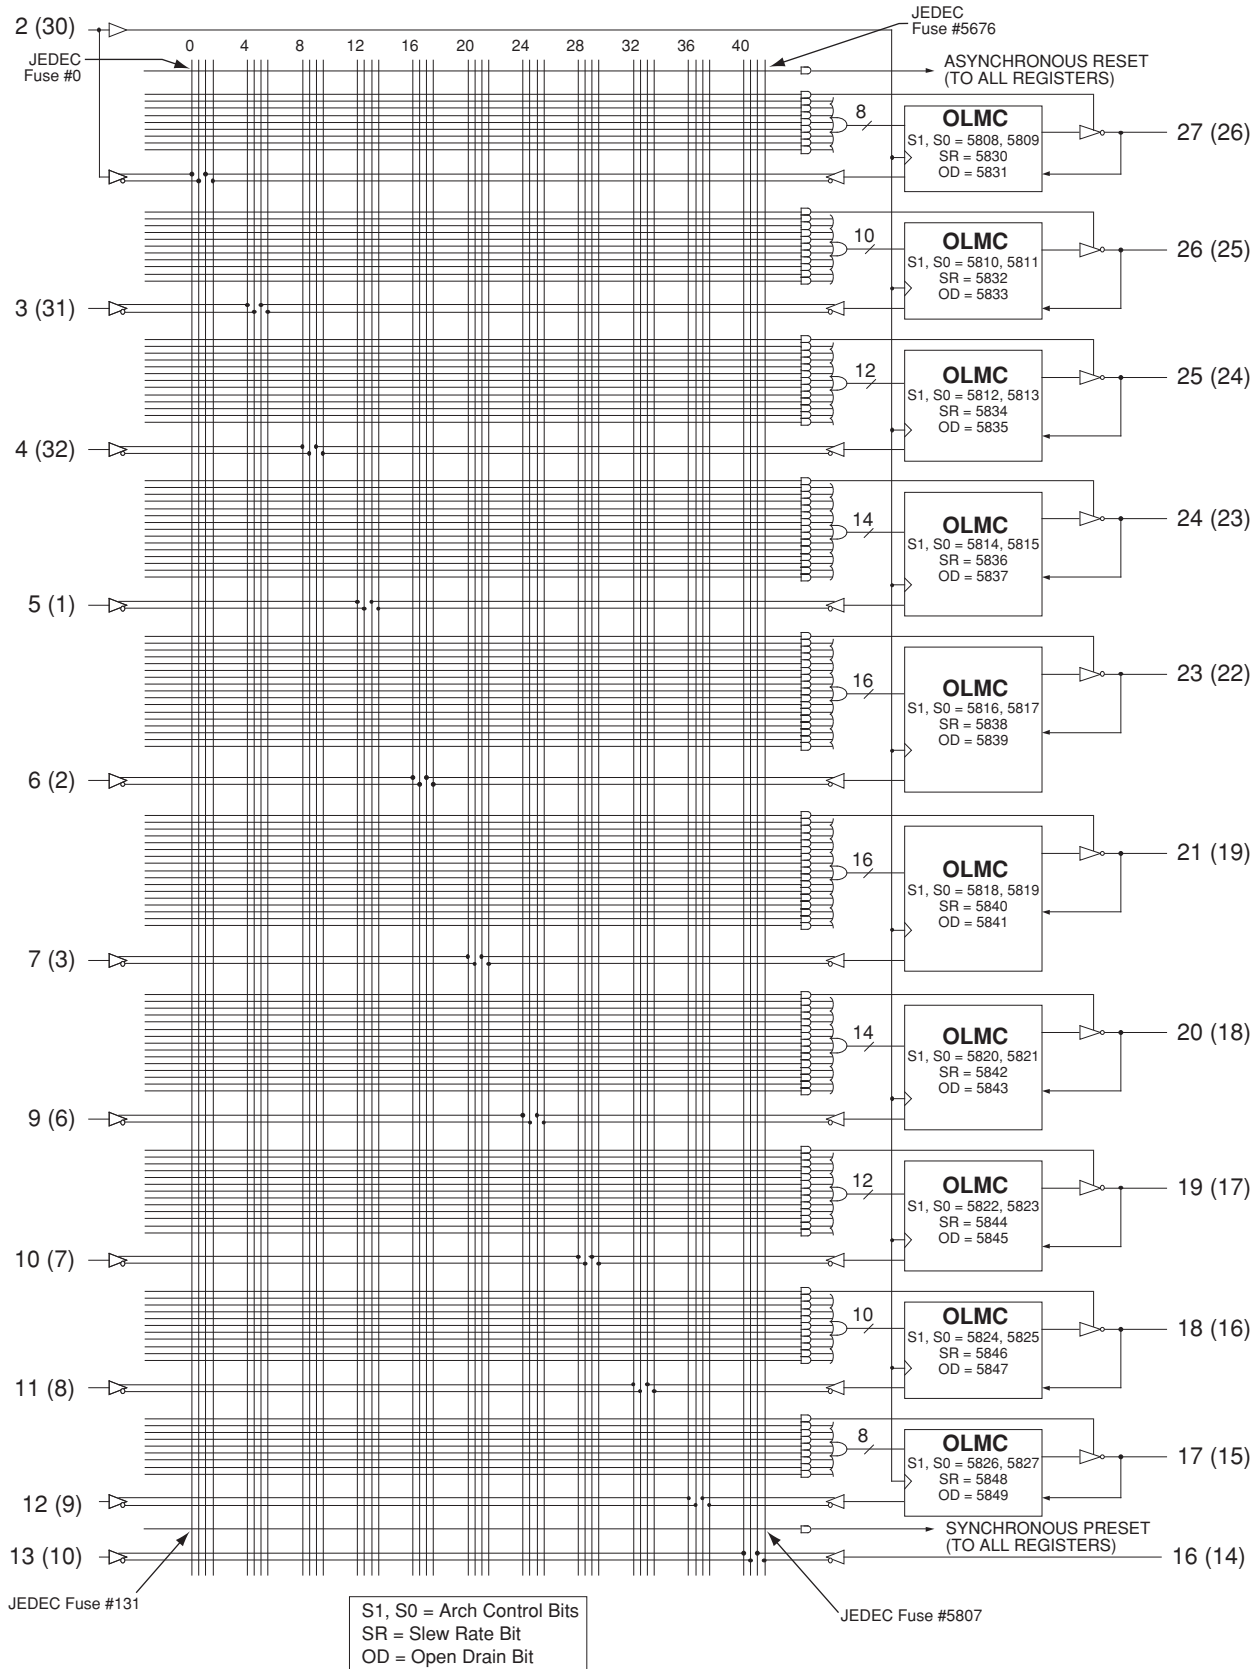 2 (30)
JEDEC
Fuse #0
0 4 8 12 16 20 24 28 32 36 40
JEDEC
Fuse #5676
ASYNCHRONOUS RESET
(TO ALL REGISTERS)
8
OLMC
S1, S0 = 5808, 5809
SR = 5830
OD = 5831
27 (26)
10
OLMC
S1, S0 = 5810, 5811
SR = 5832
OD = 5833
26 (25)
3 (31)
12
OLMC
S1, S0 = 5812, 5813
SR = 5834
OD = 5835
25 (24)
4 (32)
14
OLMC
S1, S0 = 5814, 5815
SR = 5836
OD = 5837
24 (23)
5 (1)
16
OLMC
S1, S0 = 5816, 5817
SR = 5838
OD = 5839
23 (22)
6 (2)
16
OLMC
S1, S0 = 5818, 5819
SR = 5840
OD = 5841
21 (19)
7 (3)
14
OLMC
S1, S0 = 5820, 5821
SR = 5842
OD = 5843
20 (18)
9 (6)
12
OLMC
S1, S0 = 5822, 5823
SR = 5844
OD = 5845
19 (17)
10 (7)
10
OLMC
S1, S0 = 5824, 5825
SR = 5846
OD = 5847
18 (16)
11 (8)
8
OLMC
S1, S0 = 5826, 5827
SR = 5848
OD = 5849
17 (15)
12 (9)
SYNCHRONOUS PRESET
(TO ALL REGISTERS)
13 (10)
16 (14)
JEDEC Fuse #131
JEDEC Fuse #5807
S1, S0 = Arch Control Bits
SR = Slew Rate Bit
OD = Open Drain Bit